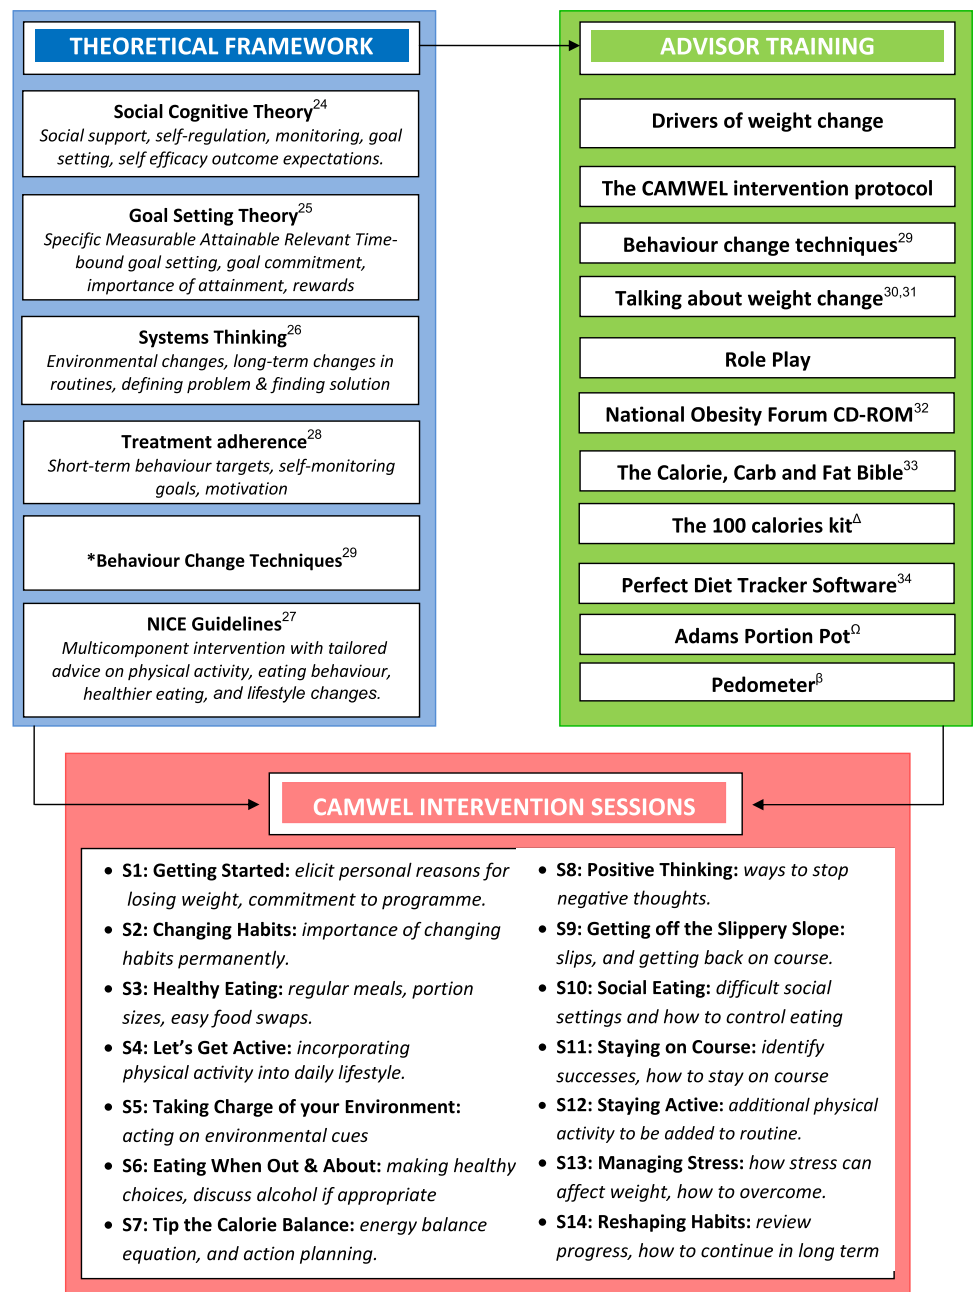 THEORETICAL FRAMEWORK
Social Cognitive Theory24
Social support, self-regulation, monitoring, goal
setting, self efficacy outcome expectations.
Goal Setting Theory25
Specific Measurable Attainable Relevant Time-
bound goal setting, goal commitment,
importance of attainment, rewards
Systems Thinking26
Environmental changes, long-term changes in
routines, defining problem & finding solution
Treatment adherence28
Short-term behaviour targets, self-monitoring
goals, motivation
*Behaviour Change Techniques29
NICE Guidelines27
Multicomponent intervention with tailored
advice on physical activity, eating behaviour,
healthier eating, and lifestyle changes.
ADVISOR TRAINING
Drivers of weight change
The CAMWEL intervention protocol
Behaviour change techniques29
Talking about weight change30,31
Role Play
National Obesity Forum CD-ROM32
The Calorie, Carb and Fat Bible33
The 100 calories kitΔ
Perfect Diet Tracker Software34
Adams Portion PotΩ
Pedometerβ
CAMWEL INTERVENTION SESSIONS
• S1: Getting Started: elicit personal reasons for
losing weight, commitment to programme.
• S2: Changing Habits: importance of changing
habits permanently.
• S3: Healthy Eating: regular meals, portion
sizes, easy food swaps.
• S4: Let’s Get Active: incorporating
physical activity into daily lifestyle.
• S5: Taking Charge of your Environment:
acting on environmental cues
• S6: Eating When Out & About: making healthy
choices, discuss alcohol if appropriate
• S7: Tip the Calorie Balance: energy balance
equation, and action planning.
• S8: Positive Thinking: ways to stop
negative thoughts.
• S9: Getting off the Slippery Slope:
slips, and getting back on course.
• S10: Social Eating: difficult social
settings and how to control eating
• S11: Staying on Course: identify
successes, how to stay on course
• S12: Staying Active: additional physical
activity to be added to routine.
• S13: Managing Stress: how stress can
affect weight, how to overcome.
• S14: Reshaping Habits: review
progress, how to continue in long term